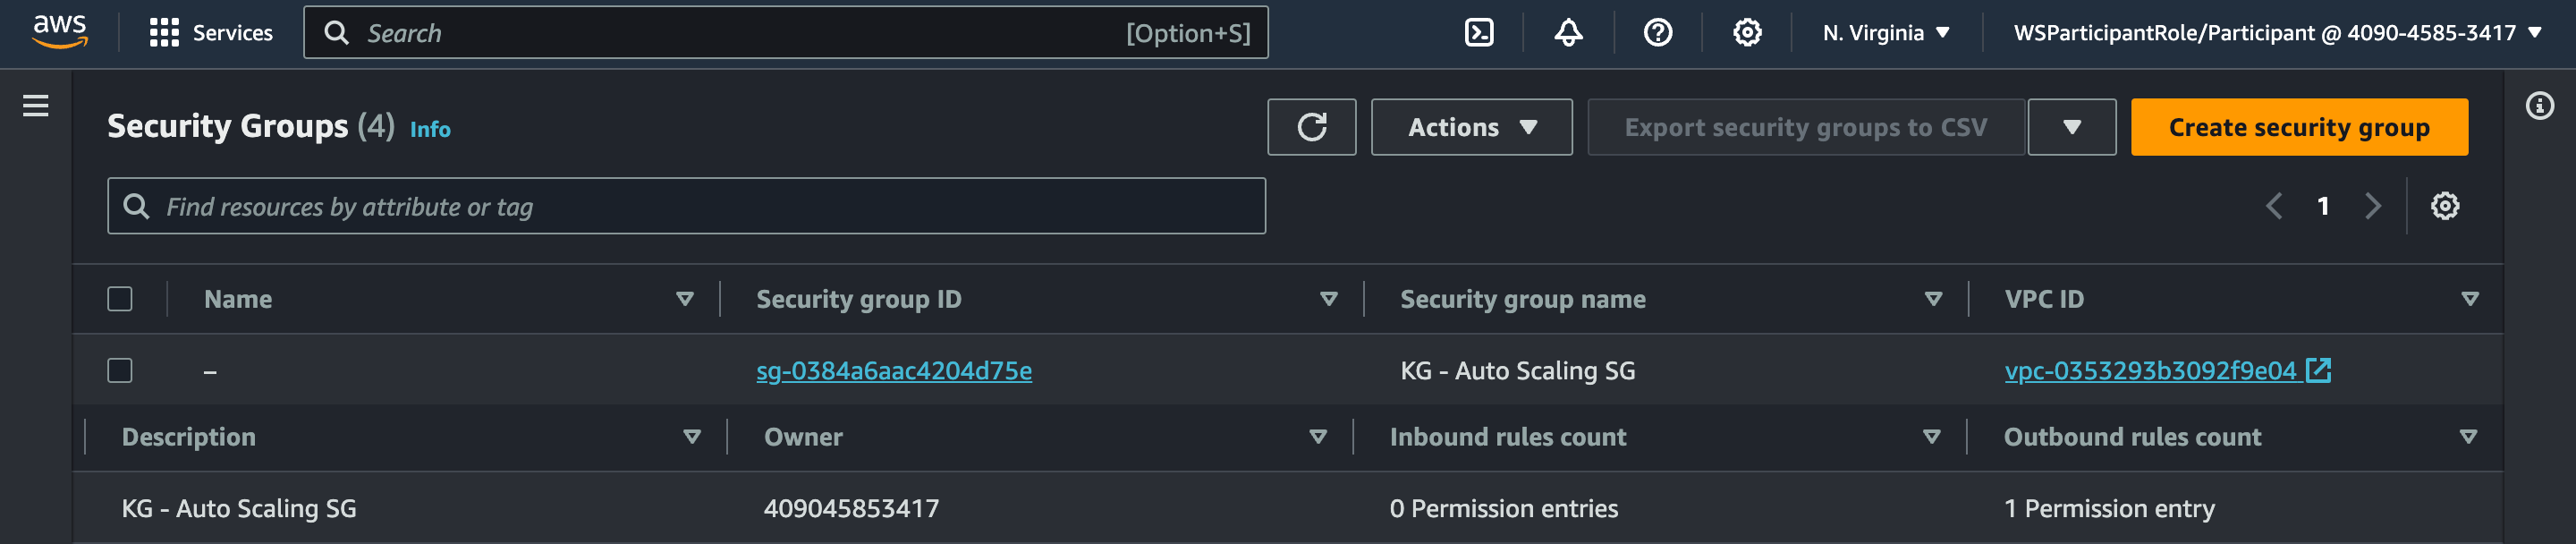 aws Services Search [Option+S] N. Virginia WSParticipantRole/Participant @ 4090-4585-3417
Security Groups (4) Info Actions Export security groups to CSV Create security group
Find resources by attribute or tag 1
Name Security group ID Security group name VPC ID
– sg-0384a6aac4204d75e KG - Auto Scaling SG vpc-0353293b3092f9e04
Description Owner Inbound rules count Outbound rules count
KG - Auto Scaling SG 409045853417 0 Permission entries 1 Permission entry